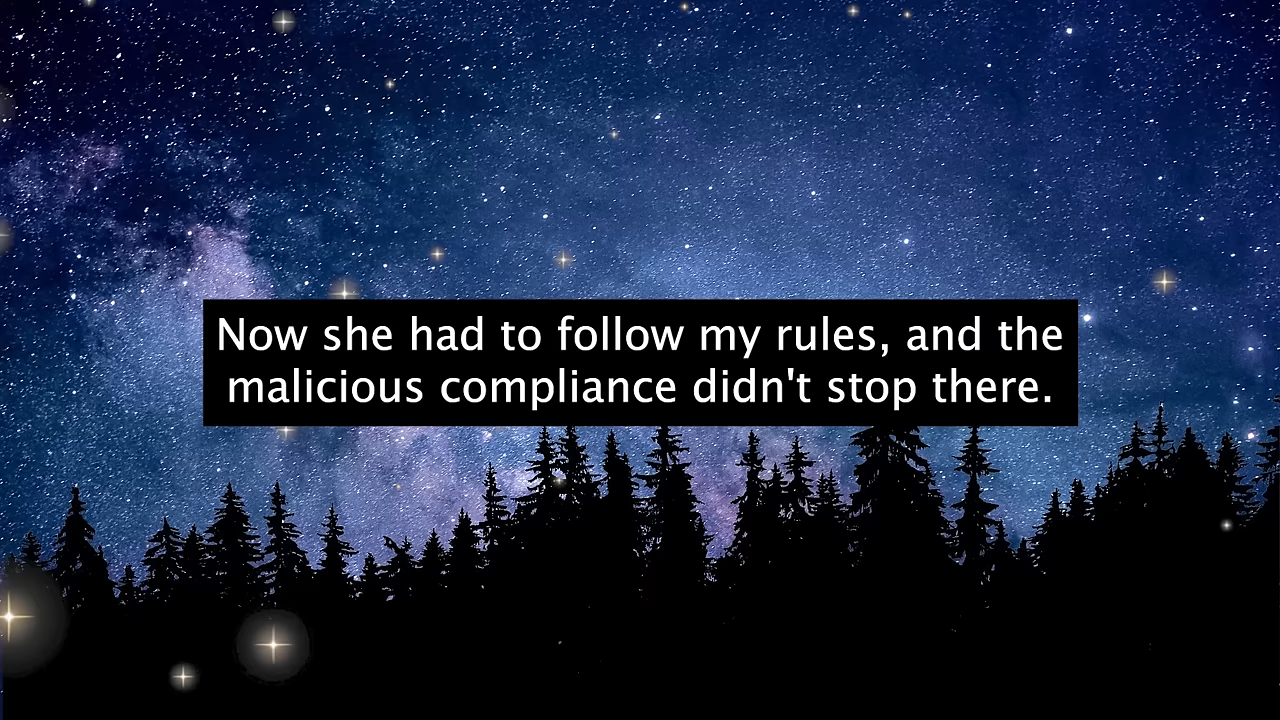 Now she had to follow my rules, and the
malicious compliance didn't stop there.